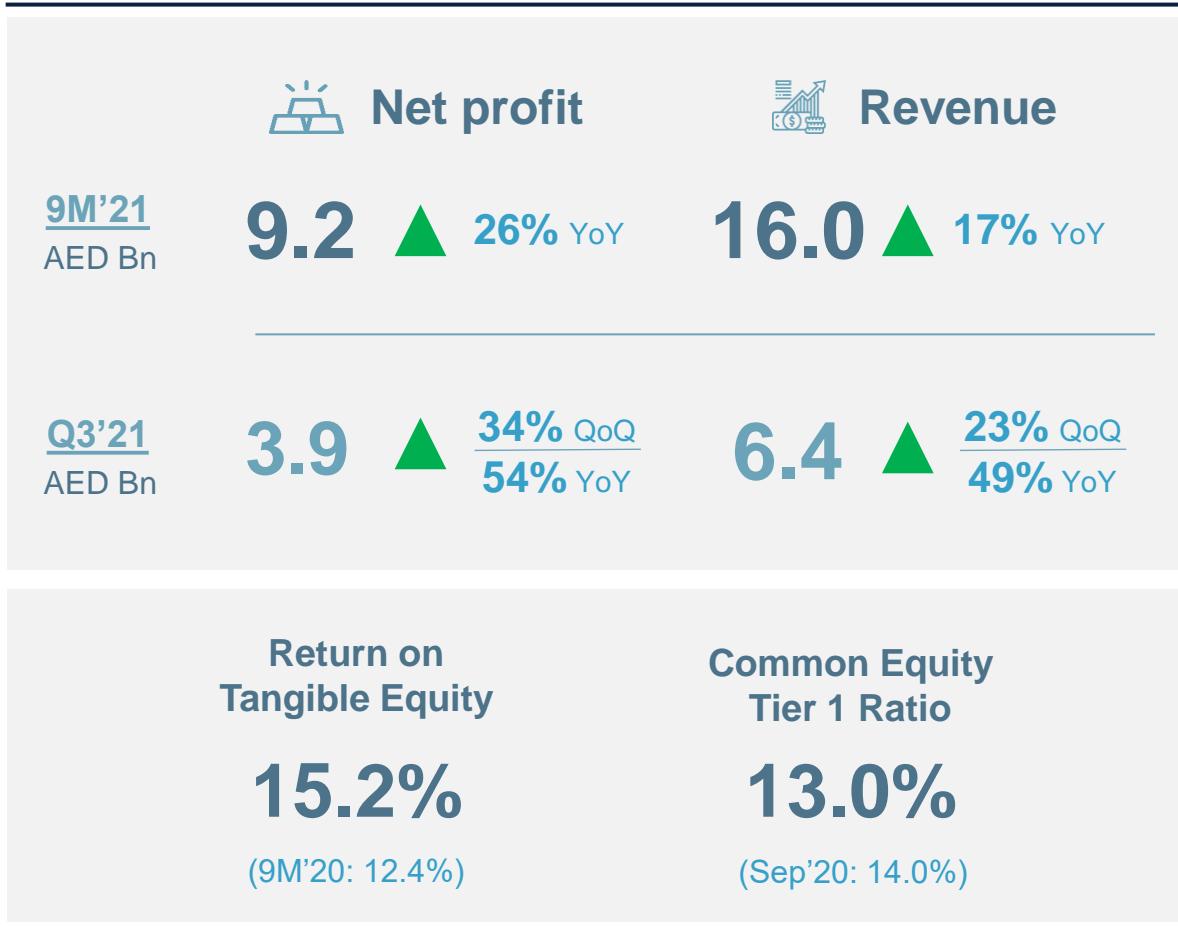 Net profit
Revenue
9M’21
AED Bn
9.2
26% YoY
16.0
17% YoY
Q3’21
AED Bn
3.9
34% QoQ
54% YoY
6.4
23% QoQ
49% YoY
Return on
Tangible Equity
15.2%
(9M’20: 12.4%)
Common Equity
Tier 1 Ratio
13.0%
(Sep’20: 14.0%)